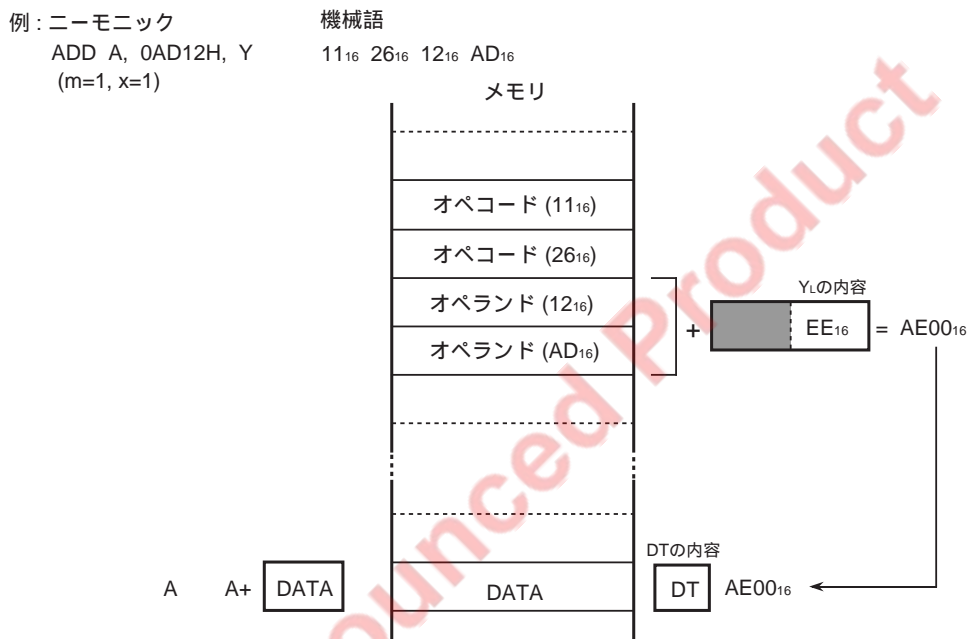 例 : ニーモニック
機械語
ADD A, 0AD12H, Y
11₁₆ 26₁₆ 12₁₆ AD₁₆
(m=1, x=1)
メモリ
オペコード (11₁₆)
オペコード (26₁₆)
オペランド (12₁₆)
オペランド (AD₁₆)
YLの内容
+ EE₁₆ = AE00₁₆
DTの内容
A A+ DATA
DATA
DT AE00₁₆
ounced Product